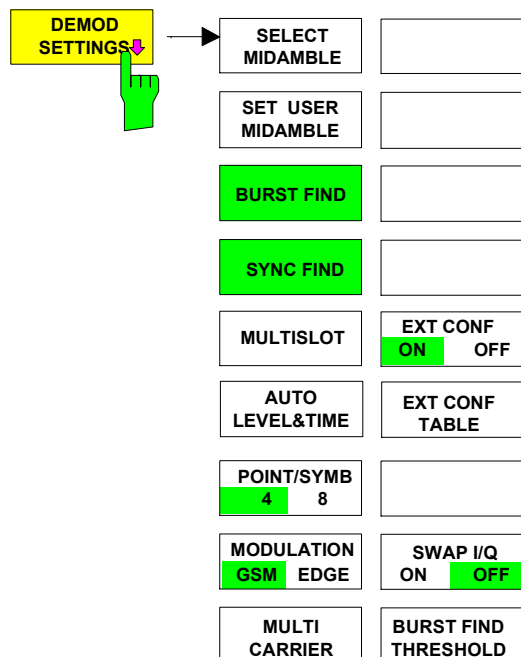 DEMOD
SETTINGS
SELECT
MIDAMBLE
SET USER
MIDAMBLE
BURST FIND
SYNC FIND
MULTISLOT
AUTO
LEVEL&TIME
POINT/SYMB
4 8
MODULATION
GSM EDGE
MULTI
CARRIER
EXT CONF
ON OFF
EXT CONF
TABLE
SWAP I/Q
ON OFF
BURST FIND
THRESHOLD